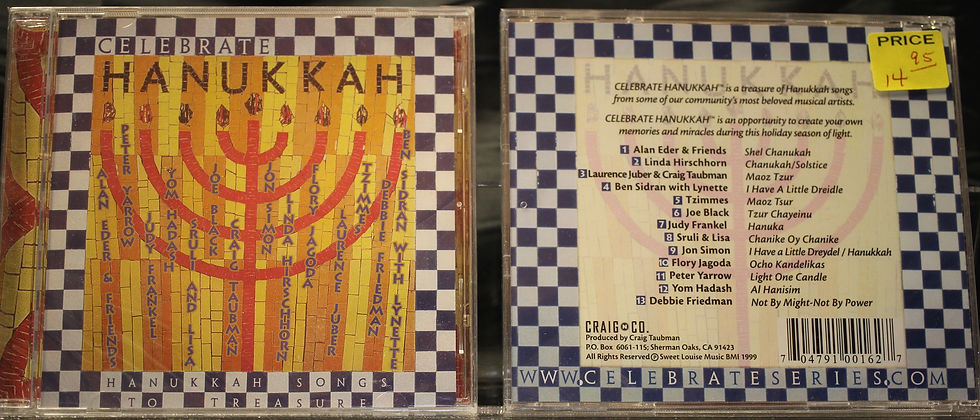 CELEBRATE
HANUKKAH
ALAN EDER & FRIENDS
PETER YARROW
JUDY FRANKEL
YOM HADASH
SRULI AND LISA
JOE BLACK
CRAIG TAUBMAN
JON SIMON
LINDA HIRSCHHORN
FLORY JAGODA
LAURENCE JUBER
TZIMMES
DEBBIE FRIEDMAN
BEN SIDRAN WITH LYNETTE
HANUKKAH SONGS
TO TREASURE
HANUKKAH
PRICE
14 95
CELEBRATE HANUKKAH™ is a treasure of Hanukkah songs
from some of our community's most beloved musical artists.
CELEBRATE HANUKKAH™ is an opportunity to create your own
memories and miracles during this holiday season of light.
1 Alan Eder & Friends Shel Chanukah
2 Linda Hirschhorn Chanukah/Solstice
3 Laurence Juber & Craig Taubman Maoz Tzur
4 Ben Sidran with Lynette I Have A Little Dreidle
5 Tzimmes Maoz Tsur
6 Joe Black Tzur Chayeinu
7 Judy Frankel Hanuka
8 Sruli & Lisa Chanike Oy Chanike
9 Jon Simon I Have a Little Dreydel / Hanukkah
10 Flory Jagoda Ocho Kandelikas
11 Peter Yarrow Light One Candle
12 Yom Hadash Al Hanisim
13 Debbie Friedman Not By Might-Not By Power
CRAIG N CO.
Produced by Craig Taubman
P.O. Box 6061-115; Sherman Oaks, CA 91423
All Rights Reserved Ⓟ Sweet Louise Music BMI 1999
7 04791 00162 7
WWW.CELEBRATESERIES.COM